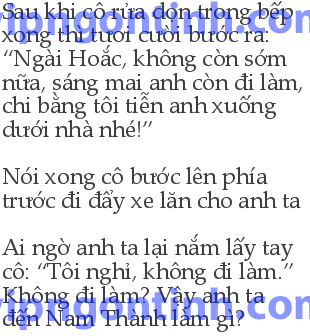 Sau khi cô rửa dọn trong bếp
xong thì tươi cười bước ra:
“Ngài Hoắc, không còn sớm
nữa, sáng mai anh còn đi làm,
chi bằng tôi tiễn anh xuống
dưới nhà nhé!”
Nói xong cô bước lên phía
trước đi đẩy xe lăn cho anh ta
Ai ngờ anh ta lại nắm lấy tay
cô: “Tôi nghỉ, không đi làm.”
Không đi làm? Vậy anh ta
đến Nam Thành làm gì?